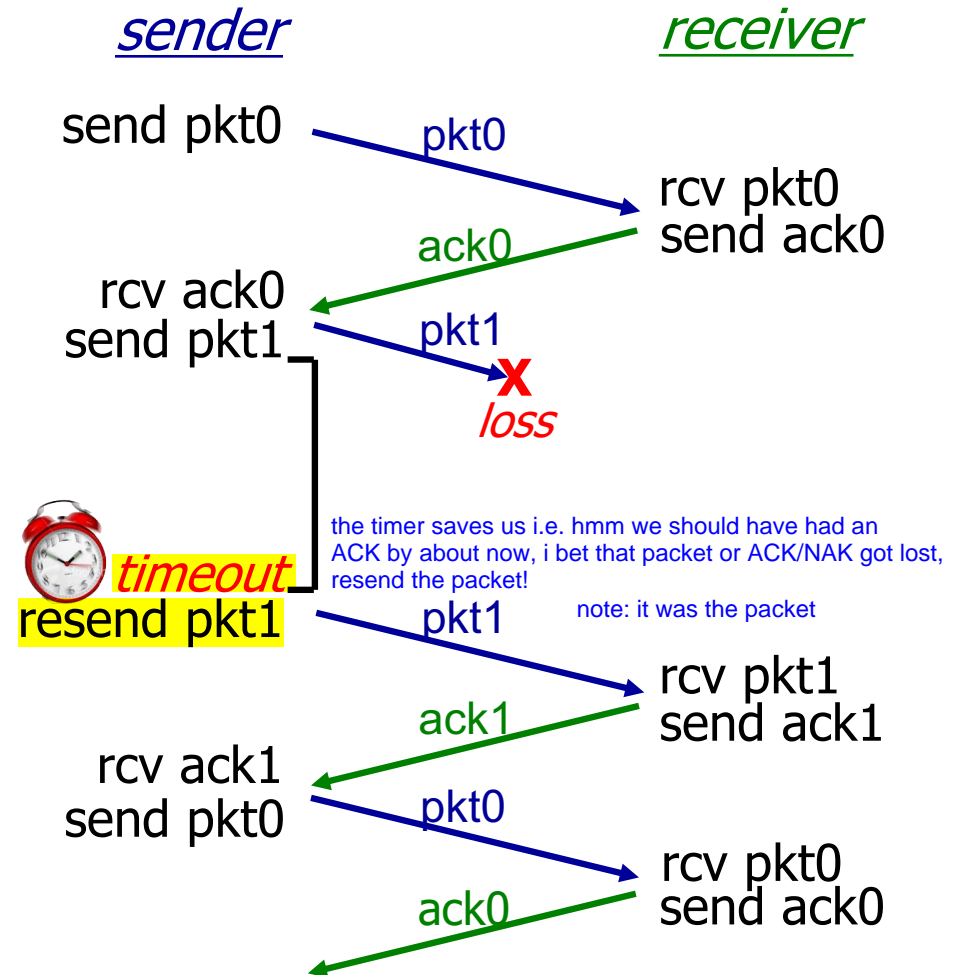 sender
receiver
send pkt0
pkt0
rcv pkt0
send ack0
ack0
rcv ack0
send pkt1
pkt1
X
loss
the timer saves us i.e. hmm we should have had an
ACK by about now, i bet that packet or ACK/NAK got lost,
resend the packet!
timeout
resend pkt1
pkt1
note: it was the packet
rcv pkt1
send ack1
ack1
rcv ack1
send pkt0
pkt0
rcv pkt0
send ack0
ack0